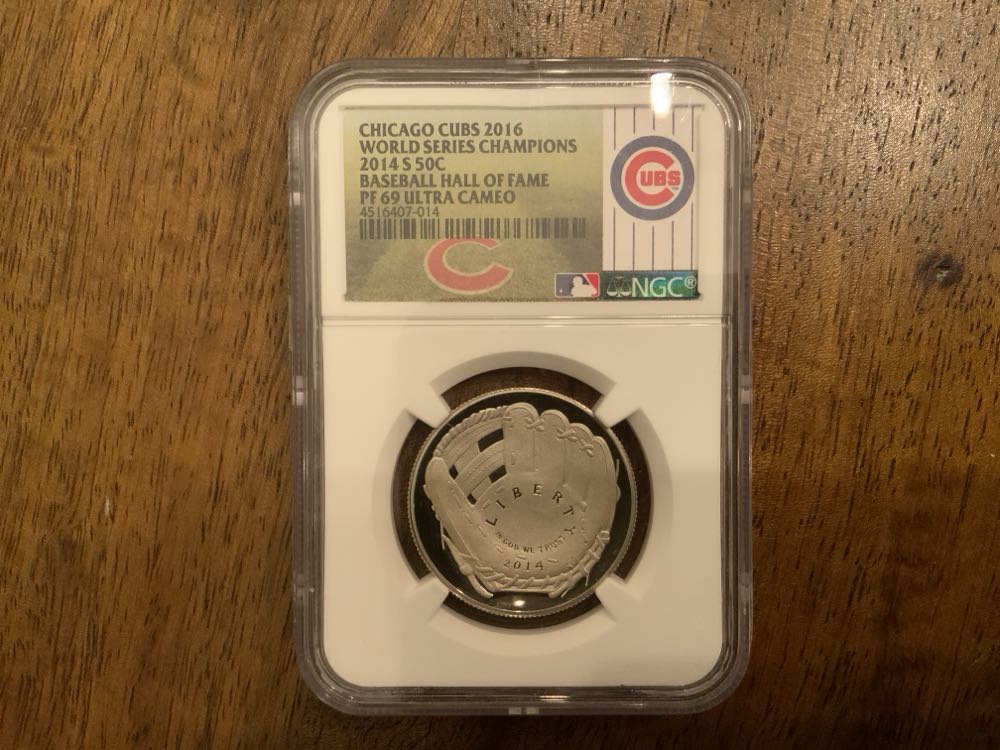 CHICAGO CUBS 2016
WORLD SERIES CHAMPIONS
2014 S 50C
BASEBALL HALL OF FAME
PF 69 ULTRA CAMEO
4516407-014
CUBS™
C
NGC®
LIBERTY
IN GOD WE TRUST
2014